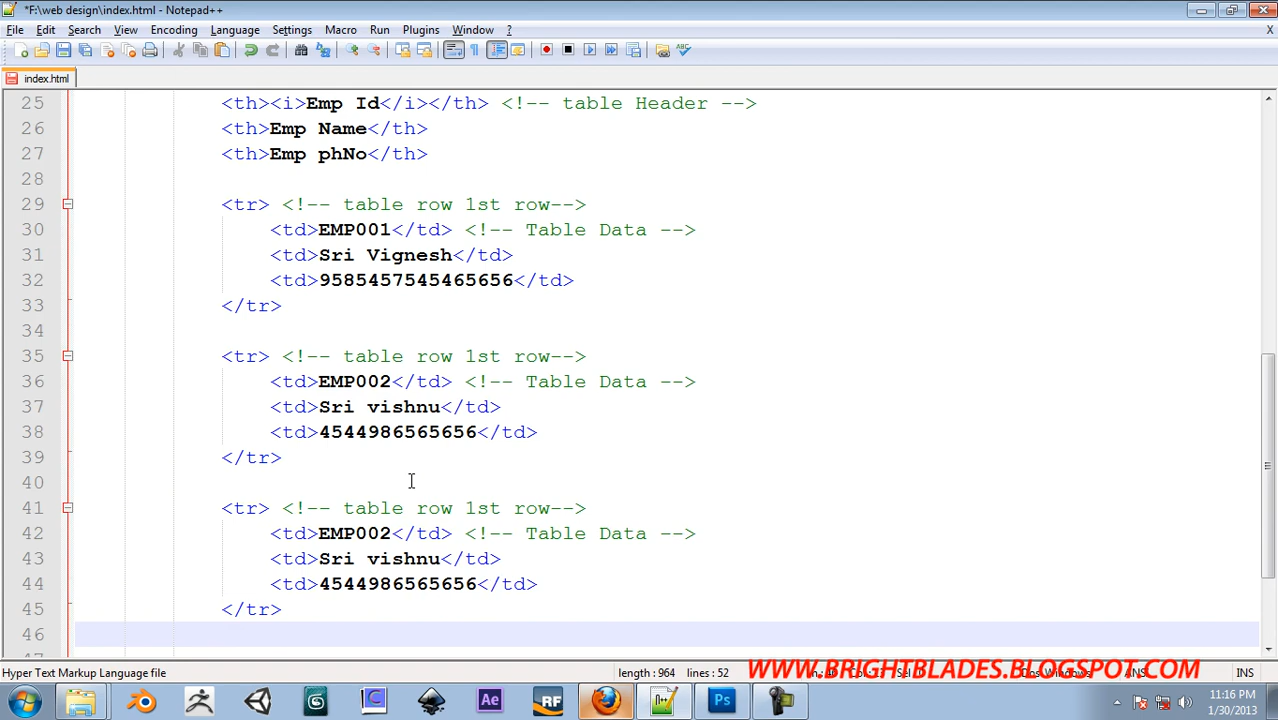 *F:\web design\index.html - Notepad++
File Edit Search View Encoding Language Settings Macro Run Plugins Window ? X
index.html
25 <th><i>Emp Id</i></th> <!-- table Header -->
26 <th>Emp Name</th>
27 <th>Emp phNo</th>
28
29 <tr> <!-- table row 1st row-->
30 <td>EMP001</td> <!-- Table Data -->
31 <td>Sri Vignesh</td>
32 <td>9585457545465656</td>
33 </tr>
34
35 <tr> <!-- table row 1st row-->
36 <td>EMP002</td> <!-- Table Data -->
37 <td>Sri vishnu</td>
38 <td>4544986565656</td>
39 </tr>
40
41 <tr> <!-- table row 1st row-->
42 <td>EMP002</td> <!-- Table Data -->
43 <td>Sri vishnu</td>
44 <td>4544986565656</td>
45 </tr>
46
Hyper Text Markup Language file length : 964 lines : 52 INS
WWW.BRIGHTBLADES.BLOGSPOT.COM
Ae RF Ps
11:16 PM
1/30/2013